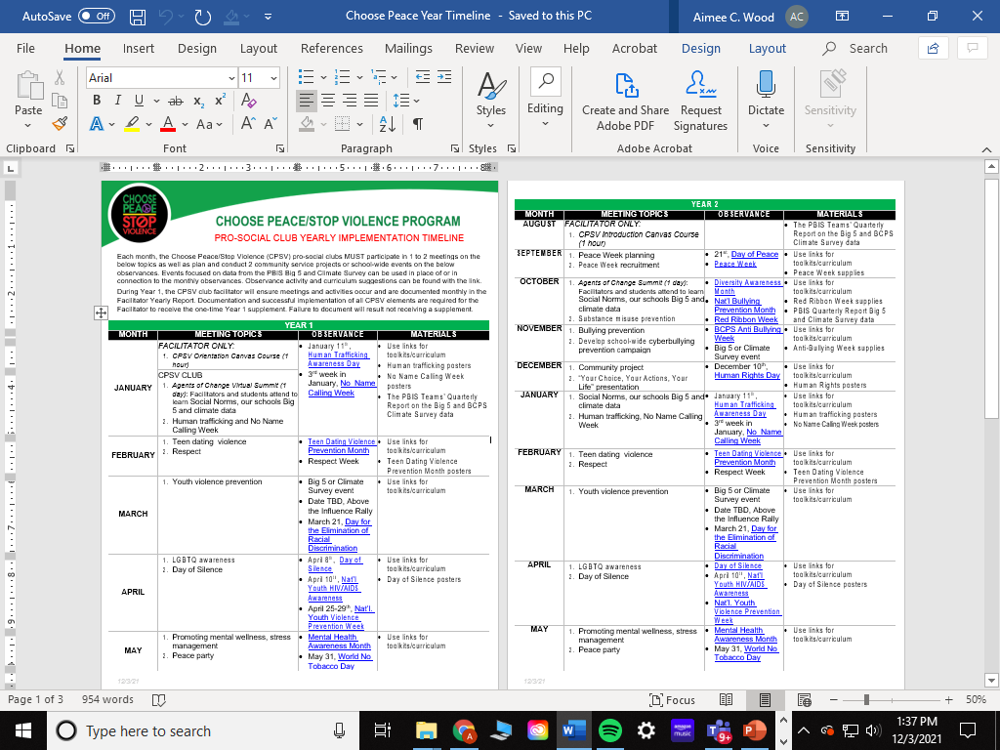 AutoSave Off
Choose Peace Year Timeline - Saved to this PC
Aimee C. Wood AC
File Home Insert Design Layout References Mailings Review View Help Acrobat Design Layout Search
Arial 11
Paste
B I U ab x2 x2
A A Aa A A
Styles
Editing
Create and Share Adobe PDF
Request Signatures
Dictate
Sensitivity
Clipboard Font Paragraph Styles Adobe Acrobat Voice Sensitivity
CHOOSE
PEACE
STOP
VIOLENCE
CHOOSE PEACE/STOP VIOLENCE PROGRAM
PRO-SOCIAL CLUB YEARLY IMPLEMENTATION TIMELINE
Each month, the Choose Peace/Stop Violence (CPSV) pro-social clubs MUST participate in 1 to 2 meetings on the
below topics as well as plan and conduct 2 community service projects or school-wide events on the below
observances. Events focused on data from the PBIS Big 5 and Climate Survey can be used in place of or in
connection to the monthly observances. Observance activity and curriculum suggestions can be found with the link.
During Year 1, the CPSV club facilitator will ensure meetings and activities occur and are documented monthly in the
Facilitator Yearly Report. Documentation and successful implementation of all CPSV elements are required for the
Facilitator to receive the one-time Year 1 supplement. Failure to document will result not receiving a supplement.
YEAR 1
MONTH MEETING TOPICS OBSERVANCE MATERIALS
JANUARY
FACILITATOR ONLY:
1. CPSV Orientation Canvas Course (1
hour)
CPSV CLUB
1. Agents of Change Virtual Summit (1
day): Facilitators and students attend to
learn Social Norms, our schools Big
5 and climate data
2. Human trafficking and No Name
Calling Week
• January 11th,
Human Trafficking
Awareness Day
• 3rd week in
January, No Name
Calling Week
• Use links for
toolkits/curriculum
• Human trafficking posters
• No Name Calling Week
posters
• The PBIS Teams' Quarterly
Report on the Big 5 and BCPS
Climate Survey data
FEBRUARY
1. Teen dating violence
2. Respect
• Teen Dating Violence
Prevention Month
• Respect Week
• Use links for
toolkits/curriculum
• Teen Dating Violence
Prevention Month posters
MARCH
1. Youth violence prevention
• Big 5 or Climate
Survey event
• Date TBD, Above
the Influence Rally
• March 21, Day for
the Elimination of
Racial
Discrimination
• Use links for
toolkits/curriculum
APRIL
1. LGBTQ awareness
2. Day of Silence
• April 8th, Day of
Silence
• April 10th, Nat'l
Youth HIV/AIDS
Awareness
• April 25-29th, Nat'l.
Youth Violence
Prevention Week
• Use links for
toolkits/curriculum
• Day of Silence posters
MAY
1. Promoting mental wellness, stress
management
2. Peace party
• Mental Health
Awareness Month
• May 31, World No
Tobacco Day
• Use links for
toolkits/curriculum
12/3/21
YEAR 2
MONTH MEETING TOPICS OBSERVANCE MATERIALS
AUGUST
FACILITATOR ONLY:
1. CPSV Introduction Canvas Course
(1 hour)
• The PBIS Teams' Quarterly
Report on the Big 5 and BCPS
Climate Survey data
SEPTEMBER
1. Peace Week planning
2. Peace Week recruitment
• 21st, Day of Peace
• Peace Week
• Use links for
toolkits/curriculum
• Peace Week supplies
OCTOBER
1. Agents of Change Summit (1 day):
Facilitators and students attend to learn
Social Norms, our schools Big 5 and
climate data
2. Substance misuse prevention
• Diversity Awareness
Month
• Nat'l Bullying
Prevention Month
• Red Ribbon Week
• Use links for
toolkits/curriculum
• Red Ribbon Week supplies
• PBIS Quarterly Report Big 5
and Climate Survey data
NOVEMBER
1. Bullying prevention
2. Develop school-wide cyberbullying
prevention campaign
• BCPS Anti Bullying
Week
• Big 5 or Climate
Survey event
• Use links for
toolkits/curriculum
• Anti-Bullying Week supplies
DECEMBER
1. Community project
2. "Your Choice, Your Actions, Your
Life" presentation
• December 10th,
Human Rights Day
• Use links for
toolkits/curriculum
• Human Rights posters
JANUARY
1. Social Norms, our schools Big 5 and
climate data
2. Human trafficking, No Name Calling
Week
• January 11th,
Human Trafficking
Awareness Day
• 3rd week in
January, No Name
Calling Week
• Use links for
toolkits/curriculum
• Human trafficking posters
• No Name Calling Week posters
FEBRUARY
1. Teen dating violence
2. Respect
• Teen Dating Violence
Prevention Month
• Respect Week
• Use links for
toolkits/curriculum
• Teen Dating Violence
Prevention Month posters
MARCH
1. Youth violence prevention
• Big 5 or Climate
Survey event
• Date TBD, Above
the Influence Rally
• March 21, Day for
the Elimination of
Racial
Discrimination
• Use links for
toolkits/curriculum
APRIL
1. LGBTQ awareness
2. Day of Silence
• Day of Silence
• April 10th, Nat'l
Youth HIV/AIDS
Awareness
• Nat'l. Youth
Violence Prevention
Week
• Use links for
toolkits/curriculum
• Day of Silence posters
MAY
1. Promoting mental wellness, stress
management
2. Peace party
• Mental Health
Awareness Month
• May 31, World No
Tobacco Day
• Use links for
toolkits/curriculum
12/3/21
Page 1 of 3 954 words Focus 50%
Type here to search
1:37 PM
12/3/2021